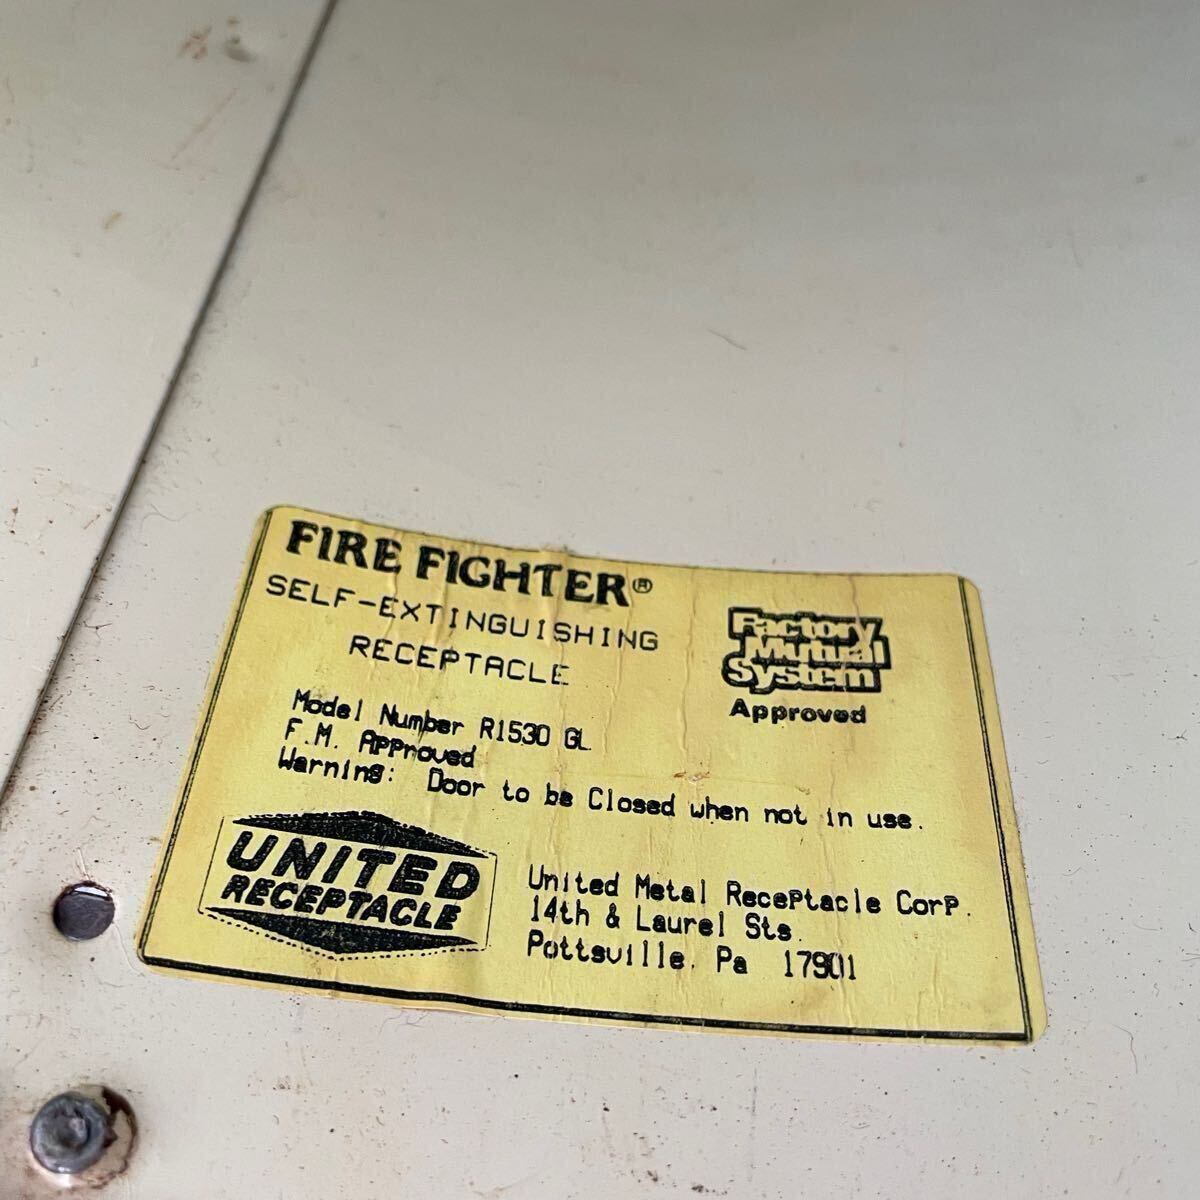 FIRE FIGHTER®
SELF-EXTINGUISHING
RECEPTACLE
Factory
Mutual
System
Approved
Model Number R1530 GL
F.M. Approved
Warning: Door to be Closed when not in use.
UNITED
RECEPTACLE
United Metal Receptacle Corp.
14th & Laurel Sts.
Pottsville, Pa 17901